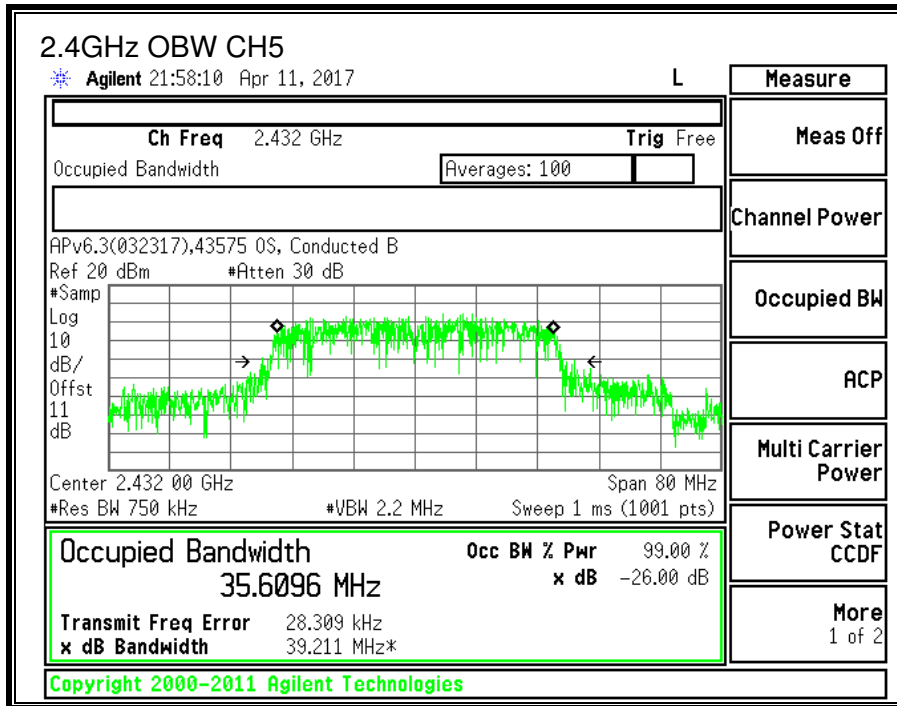 2.4GHz OBW CH5
Agilent 21:58:10 Apr 11, 2017 L
Measure
Ch Freq 2.432 GHz Trig Free
Meas Off
Occupied Bandwidth Averages: 100
Channel Power
APv6.3(032317),43575 OS, Conducted B
Ref 20 dBm #Atten 30 dB
#Samp
Log
10
dB/
Offst
11
dB
Occupied BW
ACP
Multi Carrier
Power
Center 2.432 00 GHz Span 80 MHz
#Res BW 750 kHz #VBW 2.2 MHz Sweep 1 ms (1001 pts)
Power Stat
CCDF
Occupied Bandwidth Occ BW % Pwr 99.00 %
35.6096 MHz x dB -26.00 dB
Transmit Freq Error 28.309 kHz
x dB Bandwidth 39.211 MHz*
More
1 of 2
Copyright 2000-2011 Agilent Technologies